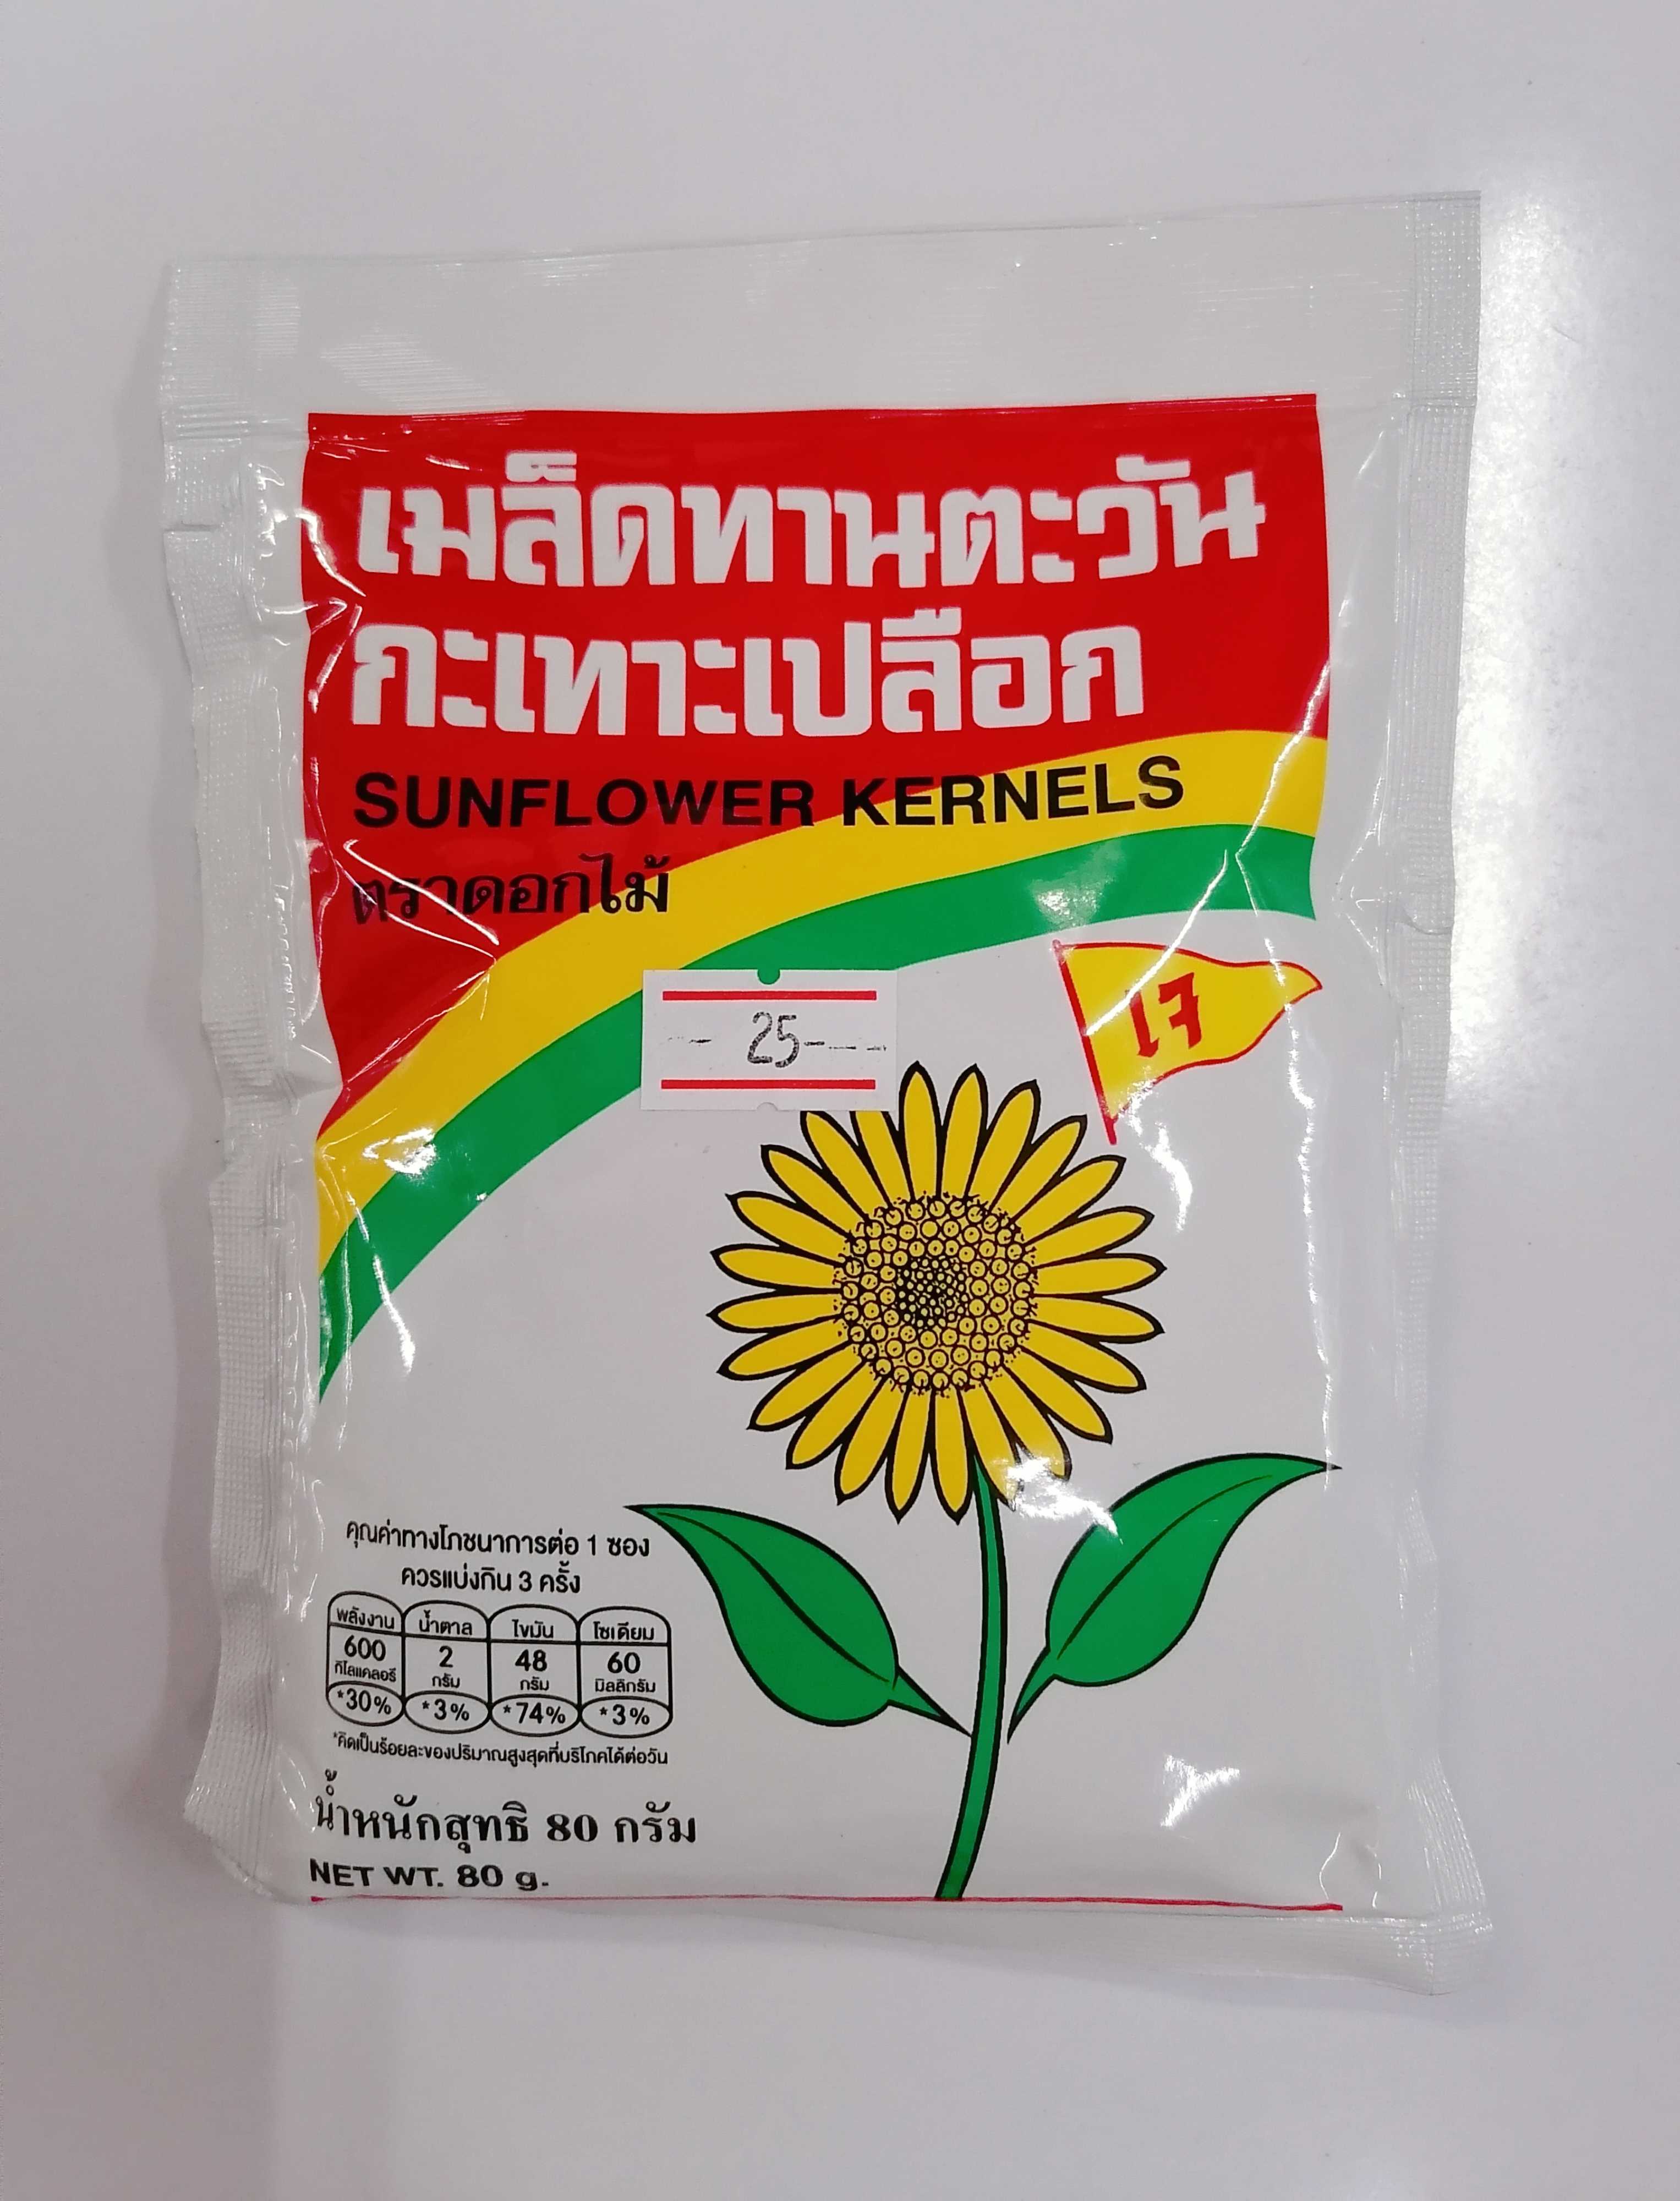 เมล็ดทานตะวัน
กะเทาะเปลือก
SUNFLOWER KERNELS
ตราดอกไม้
- 25-
เจ
คุณค่าทางโภชนาการต่อ 1 ซอง
ควรแบ่งกิน 3 ครั้ง
พลังงาน น้ำตาล ไขมัน โซเดียม
600 2 48 60
กิโลแคลอรี กรัม กรัม มิลลิกรัม
*30% *3% *74% *3%
*คิดเป็นร้อยละของปริมาณสูงสุดที่บริโภคได้ต่อวัน
น้ำหนักสุทธิ 80 กรัม
NET WT. 80 g.